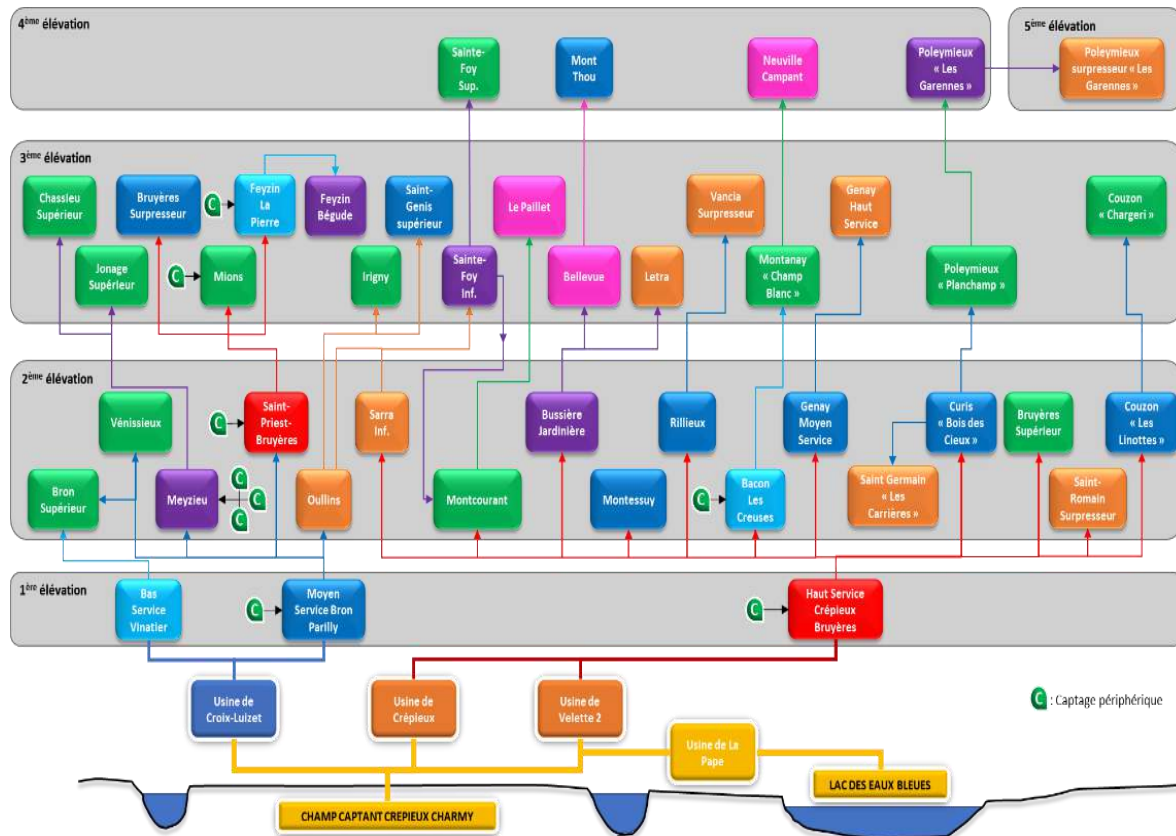 4ème élévation
5ème élévation
Sainte-
Foy
Sup.
Mont
Thou
Neuville
Campant
Poleymieux
« Les
Garennes »
Poleymieux
surpresseur « Les
Garennes »
3ème élévation
Chassieu
Supérieur
Bruyères
Surpresseur
C
Feyzin
La
Pierre
Feyzin
Bégude
Saint-
Genis
supérieur
Le Paillet
Vancia
Surpresseur
Genay
Haut
Service
Couzon
« Chargeri »
Jonage
Supérieur
C
Mions
Irigny
Sainte-
Foy
Inf.
Bellevue
Letra
Montanay
« Champ
Blanc »
Poleymieux
« Planchamp »
2ème élévation
Vénissieux
C
Saint-
Priest-
Bruyères
Sarra
Inf.
Bussière
Jardinière
Rillieux
Genay
Moyen
Service
Curis
« Bois des
Cieux »
Bruyères
Supérieur
Couzon
« Les
Linottes »
Bron
Supérieur
Meyzieu
C
C
C
Oullins
Montcourant
Montessuy
C
Bacon
Les
Creuses
Saint Germain
« Les
Carrières »
Saint-
Romain
Surpresseur
1ère élévation
Bas
Service
Vinatier
C
Moyen
Service Bron
Parilly
C
Haut Service
Crépieux
Bruyères
Usine de
Croix-Luizet
Usine de
Crépieux
Usine de
Velette 2
C : Captage périphérique
Usine de La
Pape
LAC DES EAUX BLEUES
CHAMP CAPTANT CREPIEUX CHARMY